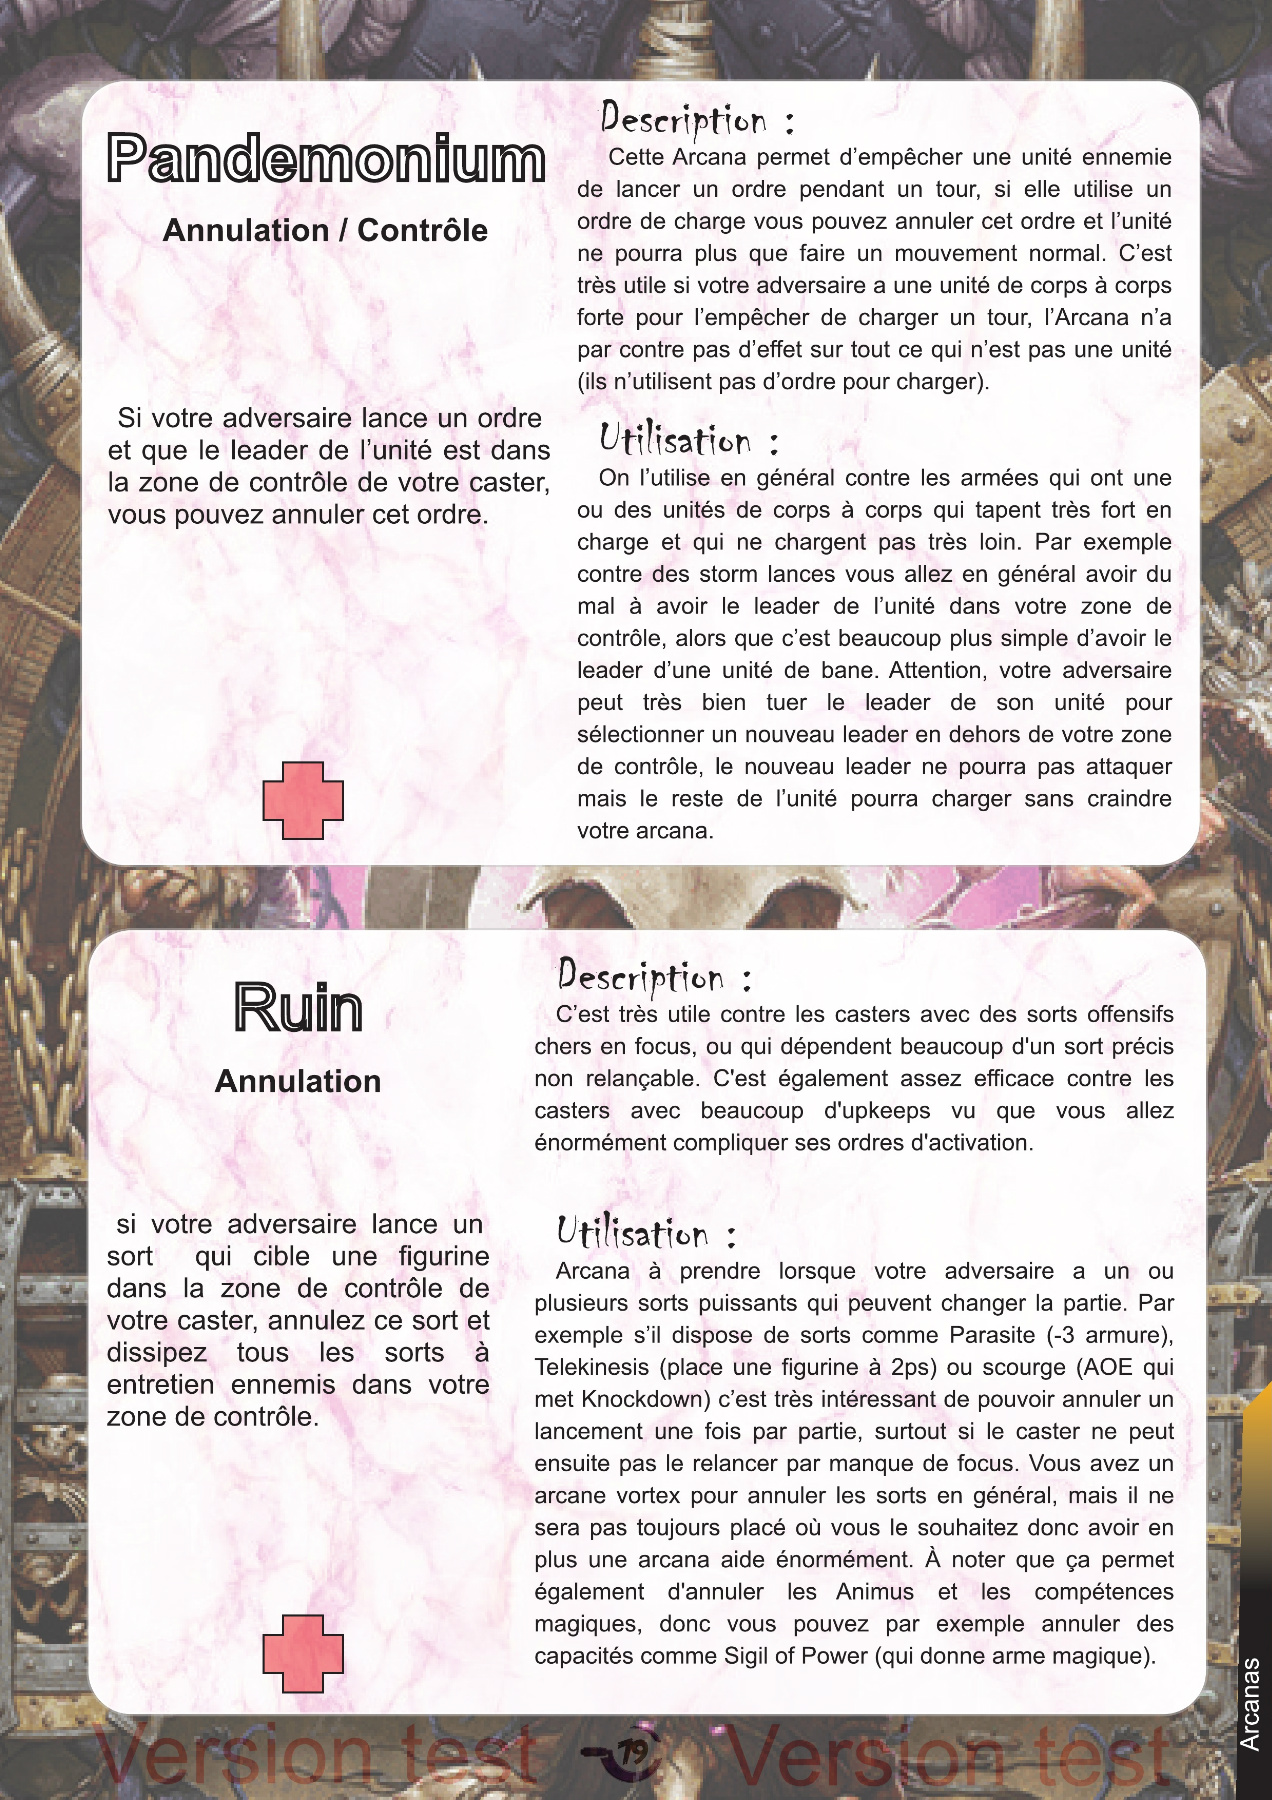 Pandemonium
Annulation / Contrôle
Si votre adversaire lance un ordre
et que le leader de l’unité est dans
la zone de contrôle de votre caster,
vous pouvez annuler cet ordre.
Description :
Cette Arcana permet d’empêcher une unité ennemie
de lancer un ordre pendant un tour, si elle utilise un
ordre de charge vous pouvez annuler cet ordre et l’unité
ne pourra plus que faire un mouvement normal. C’est
très utile si votre adversaire a une unité de corps à corps
forte pour l’empêcher de charger un tour, l’Arcana n’a
par contre pas d’effet sur tout ce qui n’est pas une unité
(ils n’utilisent pas d’ordre pour charger).
Utilisation :
On l’utilise en général contre les armées qui ont une
ou des unités de corps à corps qui tapent très fort en
charge et qui ne chargent pas très loin. Par exemple
contre des storm lances vous allez en général avoir du
mal à avoir le leader de l’unité dans votre zone de
contrôle, alors que c’est beaucoup plus simple d’avoir le
leader d’une unité de bane. Attention, votre adversaire
peut très bien tuer le leader de son unité pour
sélectionner un nouveau leader en dehors de votre zone
de contrôle, le nouveau leader ne pourra pas attaquer
mais le reste de l’unité pourra charger sans craindre
votre arcana.
Ruin
Annulation
si votre adversaire lance un
sort qui cible une figurine
dans la zone de contrôle de
votre caster, annulez ce sort et
dissipez tous les sorts à
entretien ennemis dans votre
zone de contrôle.
Description :
C’est très utile contre les casters avec des sorts offensifs
chers en focus, ou qui dépendent beaucoup d'un sort précis
non relançable. C'est également assez efficace contre les
casters avec beaucoup d'upkeeps vu que vous allez
énormément compliquer ses ordres d'activation.
Utilisation :
Arcana à prendre lorsque votre adversaire a un ou
plusieurs sorts puissants qui peuvent changer la partie. Par
exemple s’il dispose de sorts comme Parasite (-3 armure),
Telekinesis (place une figurine à 2ps) ou scourge (AOE qui
met Knockdown) c’est très intéressant de pouvoir annuler un
lancement une fois par partie, surtout si le caster ne peut
ensuite pas le relancer par manque de focus. Vous avez un
arcane vortex pour annuler les sorts en général, mais il ne
sera pas toujours placé où vous le souhaitez donc avoir en
plus une arcana aide énormément. À noter que ça permet
également d'annuler les Animus et les compétences
magiques, donc vous pouvez par exemple annuler des
capacités comme Sigil of Power (qui donne arme magique).
Arcanas
Version test
19
Version test